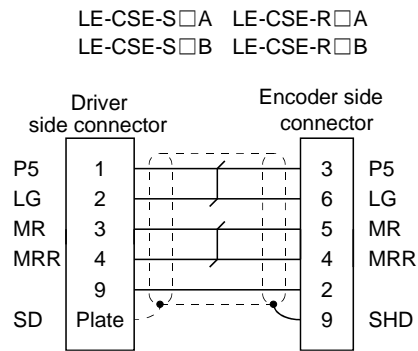 LE-CSE-S□A LE-CSE-R□A
LE-CSE-S□B LE-CSE-R□B
Driver
side connector
Encoder side
connector
P5 1 3 P5
LG 2 6 LG
MR 3 5 MR
MRR 4 4 MRR
9 2
SD Plate 9 SHD